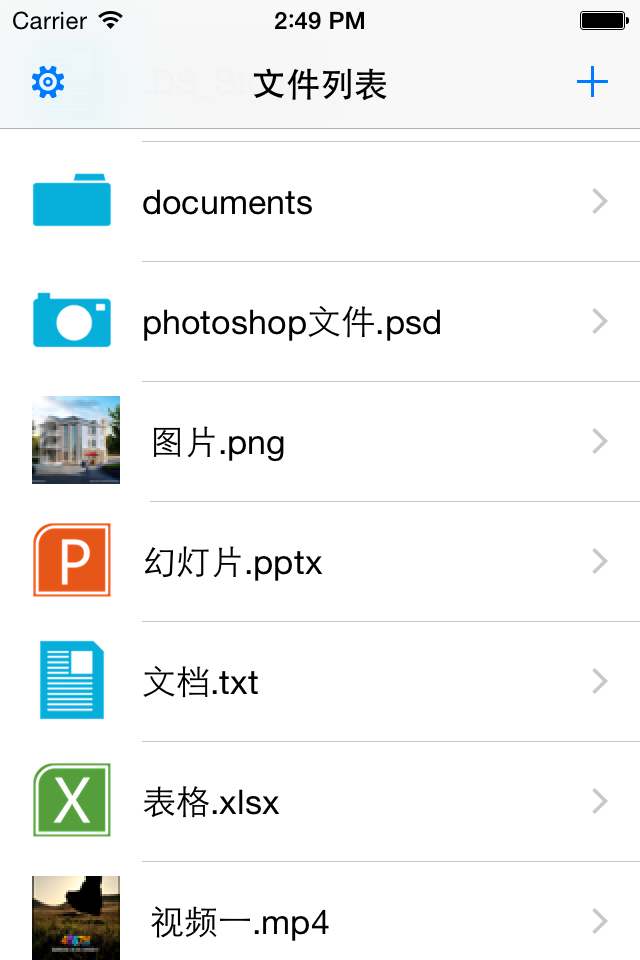 Carrier 2:49 PM
.DS_St
文件列表
documents
photoshop文件.psd
图片.png
P
幻灯片.pptx
文档.txt
X
表格.xlsx
视频一.mp4